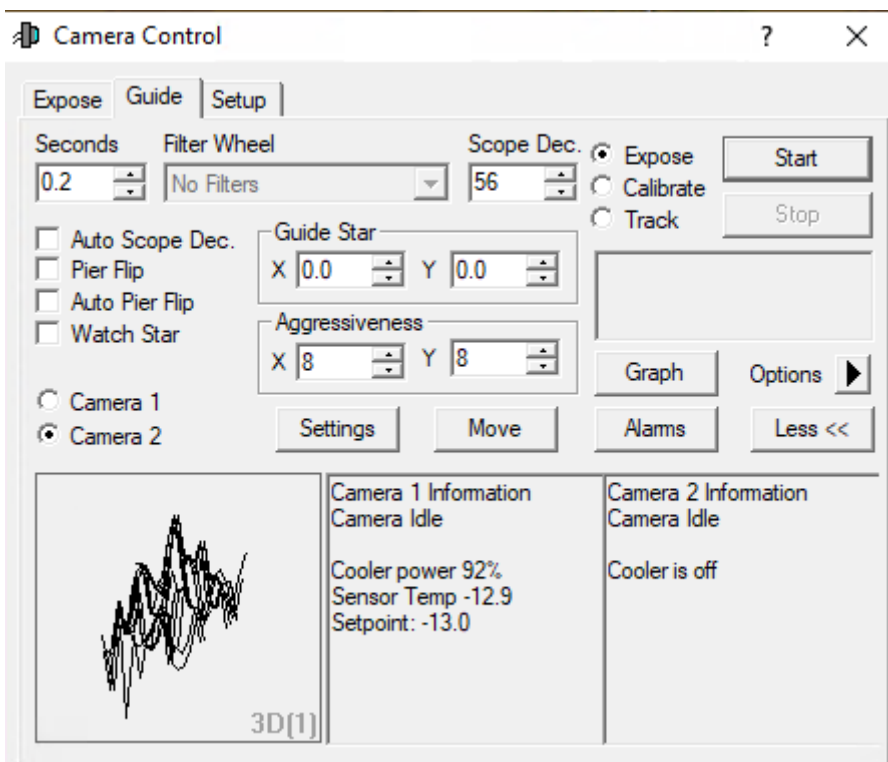 Camera Control
Expose Guide Setup
Seconds Filter Wheel Scope Dec.
0.2 No Filters 56
Expose
Calibrate
Track
Start
Stop
Auto Scope Dec.
Pier Flip
Auto Pier Flip
Watch Star
Guide Star
X 0.0 Y 0.0
Aggressiveness
X 8 Y 8
Graph Options
Camera 1
Camera 2
Settings Move Alarms Less <<
3D(1)
Camera 1 Information
Camera Idle
Cooler power 92%
Sensor Temp -12.9
Setpoint: -13.0
Camera 2 Information
Camera Idle
Cooler is off